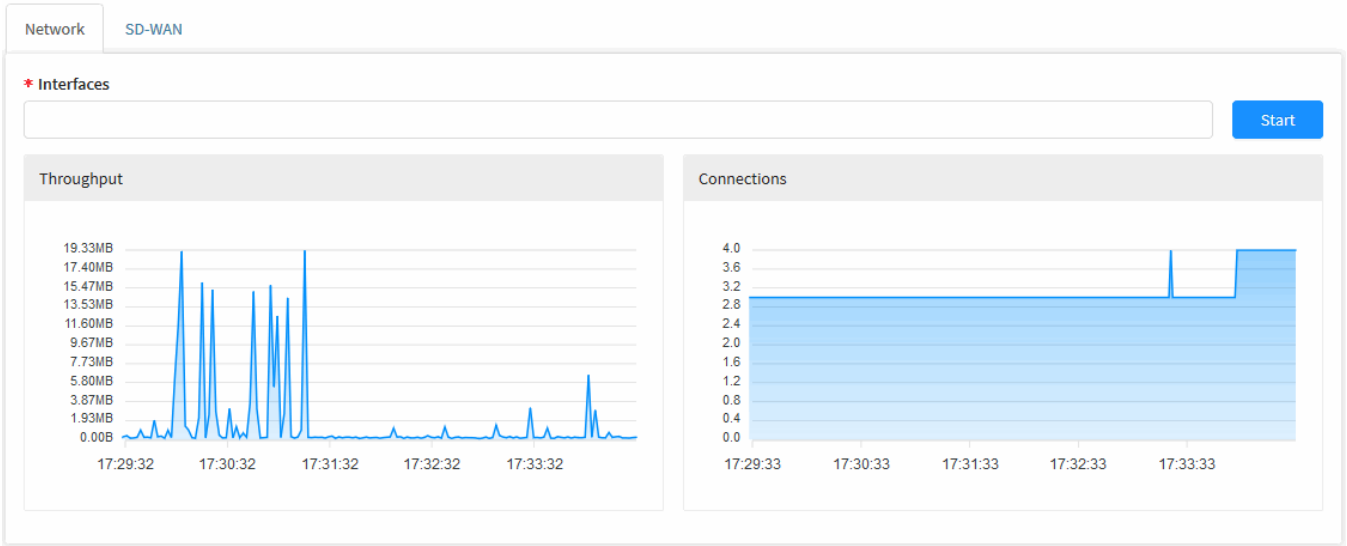 Network SD-WAN
* Interfaces
Start
Throughput
19.33MB
17.40MB
15.47MB
13.53MB
11.60MB
9.67MB
7.73MB
5.80MB
3.87MB
1.93MB
0.00B
17:29:32 17:30:32 17:31:32 17:32:32 17:33:32
Connections
4.0
3.6
3.2
2.8
2.4
2.0
1.6
1.2
0.8
0.4
0.0
17:29:33 17:30:33 17:31:33 17:32:33 17:33:33